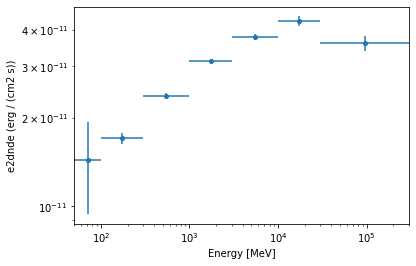 4 × 10⁻¹¹
3 × 10⁻¹¹
2 × 10⁻¹¹
10⁻¹¹
e2dnde (erg / (cm2 s))
10² 10³ 10⁴ 10⁵
Energy [MeV]